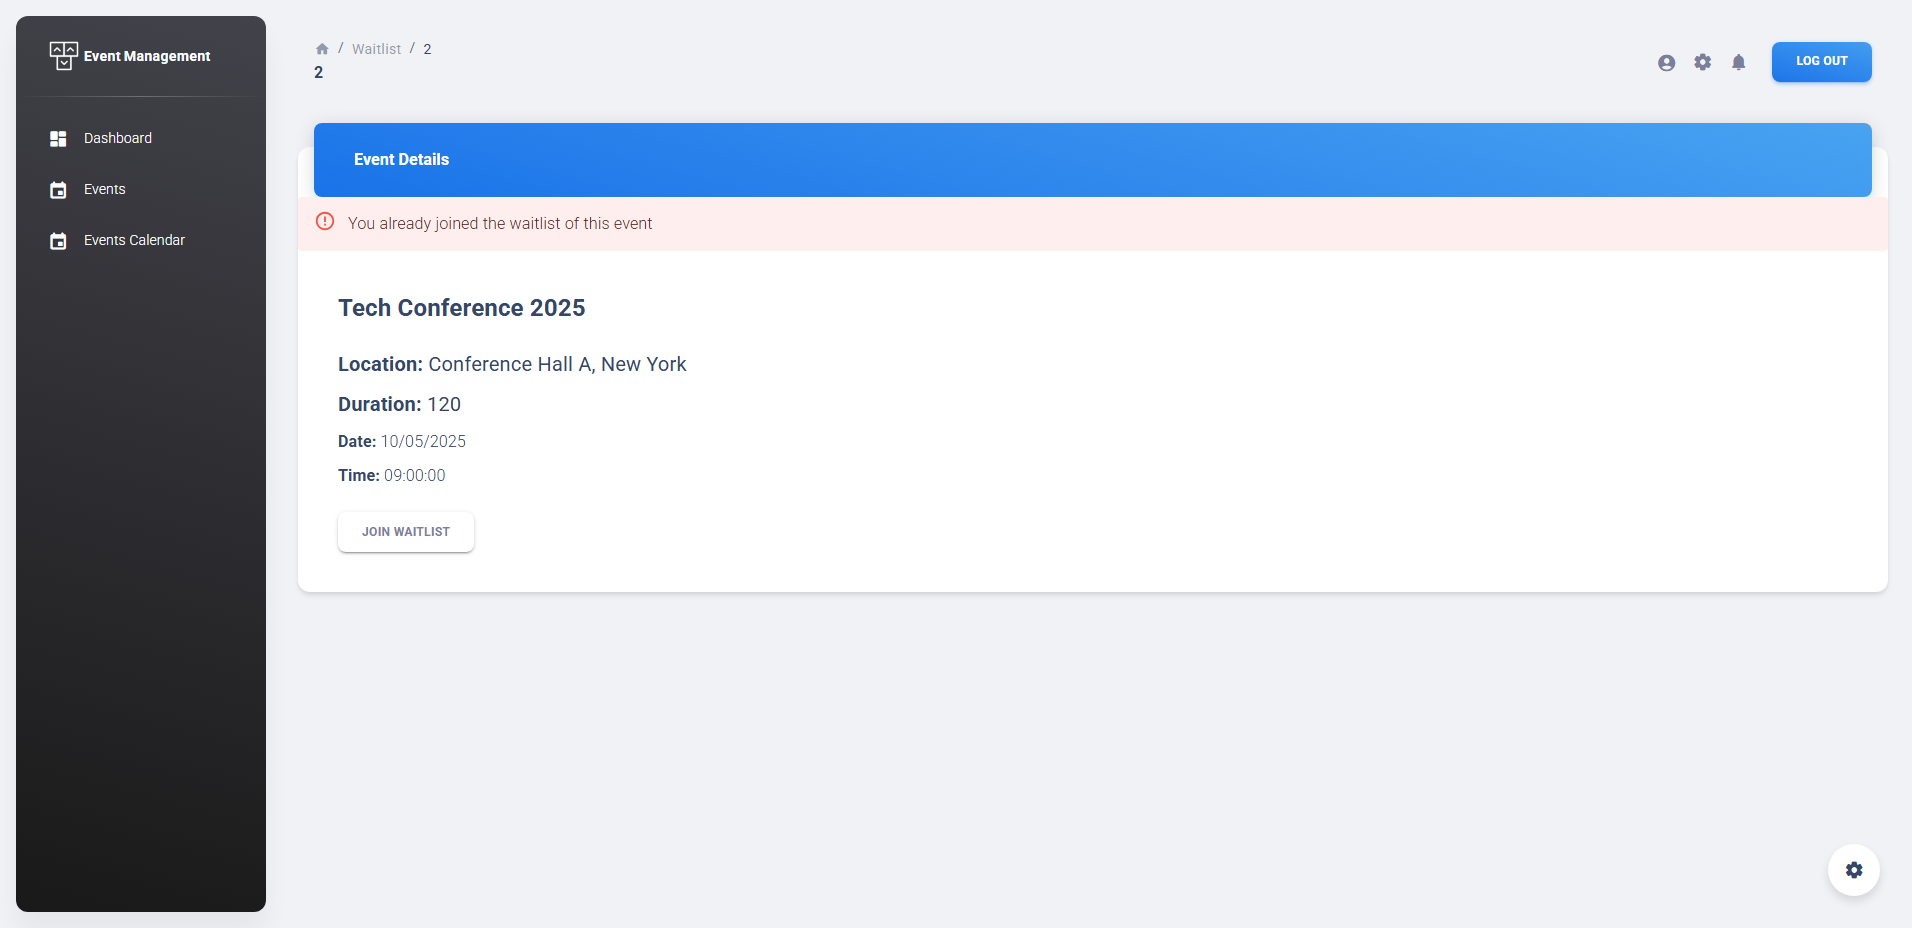 Event Management
Dashboard
Events
Events Calendar
/ Waitlist / 2
2
LOG OUT
Event Details
You already joined the waitlist of this event
Tech Conference 2025
Location: Conference Hall A, New York
Duration: 120
Date: 10/05/2025
Time: 09:00:00
JOIN WAITLIST